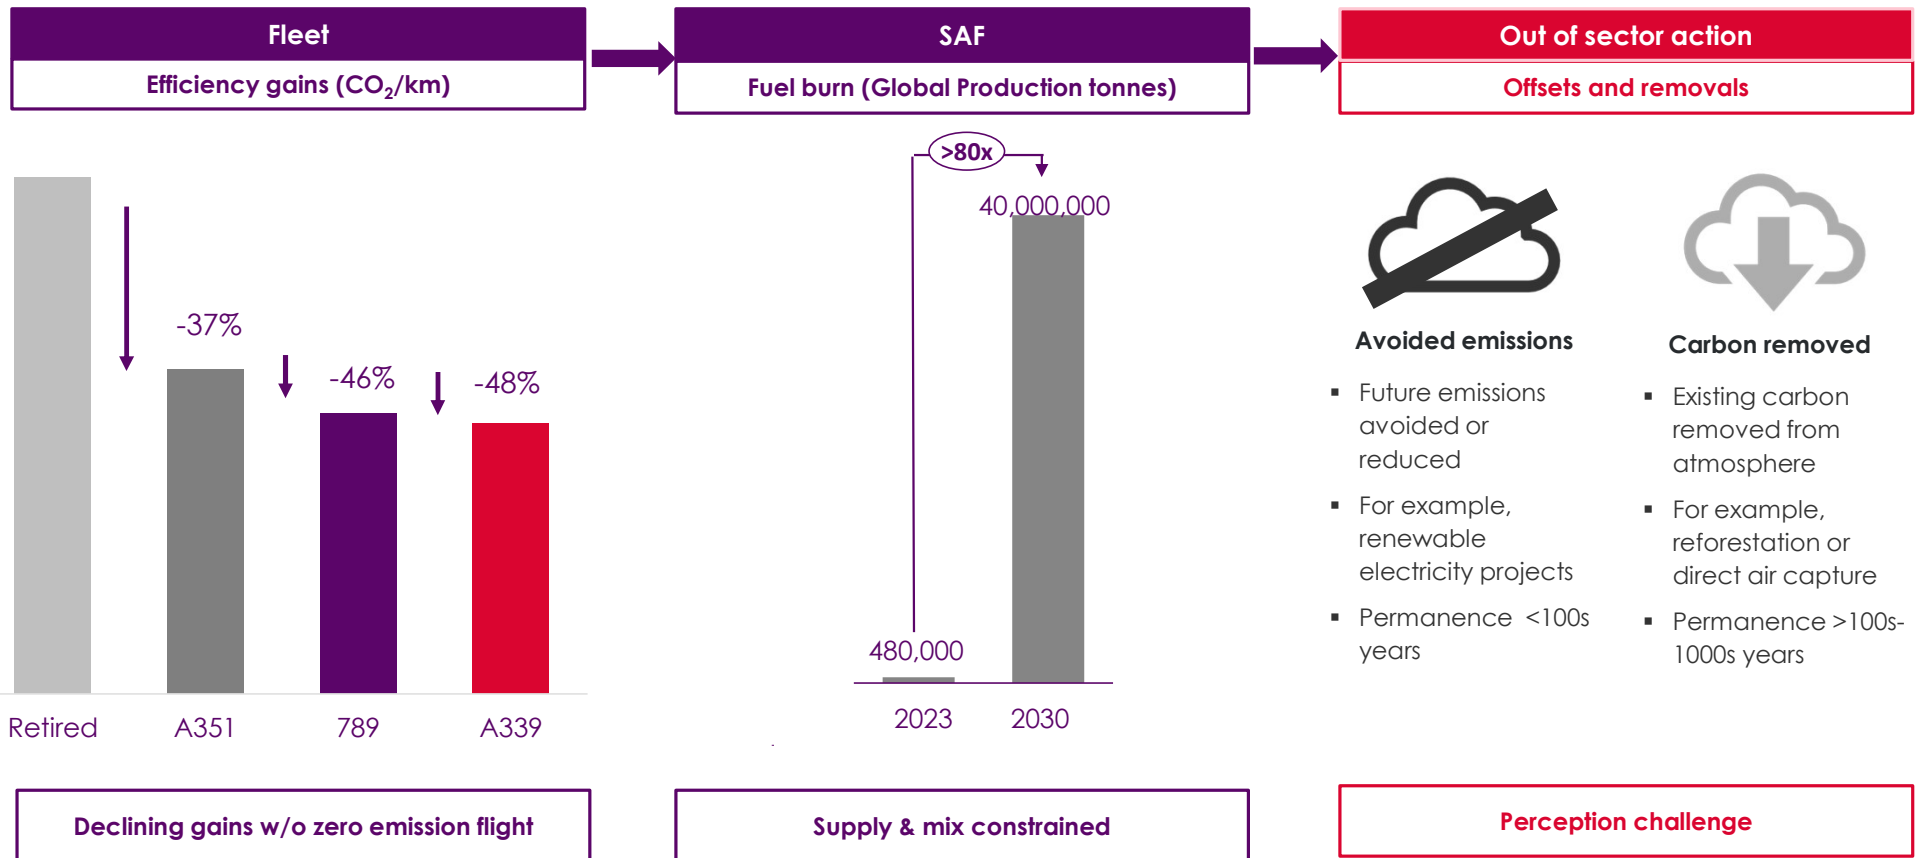 Fleet
Efficiency gains (CO₂/km)
-37%
-46%
-48%
Retired
A351
789
A339
Declining gains w/o zero emission flight
SAF
Fuel burn (Global Production tonnes)
>80x
40,000,000
480,000
2023
2030
Supply & mix constrained
Out of sector action
Offsets and removals
Avoided emissions
▪ Future emissions
avoided or
reduced
▪ For example,
renewable
electricity projects
▪ Permanence <100s
years
Carbon removed
▪ Existing carbon
removed from
atmosphere
▪ For example,
reforestation or
direct air capture
▪ Permanence >100s-
1000s years
Perception challenge